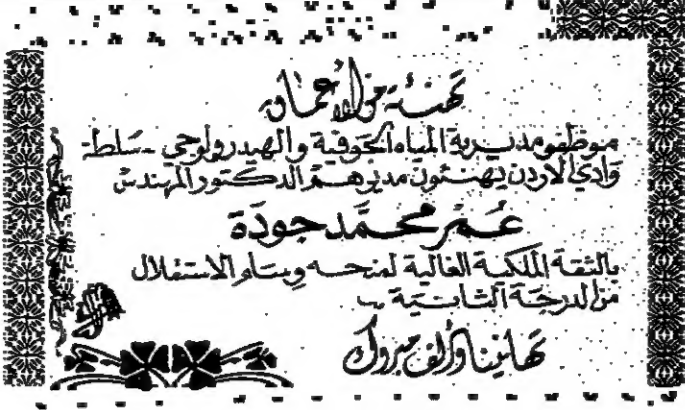 تهنئة من الأعماق
موظفو مديرية المياه الجوفية والهيدرولوجي - سلطة
وادي الاردن يهنئون مديرهم الدكتور المهندس
عمر محمد جودة
بالثقة الملكية الغالية لمنحه وسام الاستقلال
من الدرجة الثانية
تهانينا وألف مبروك